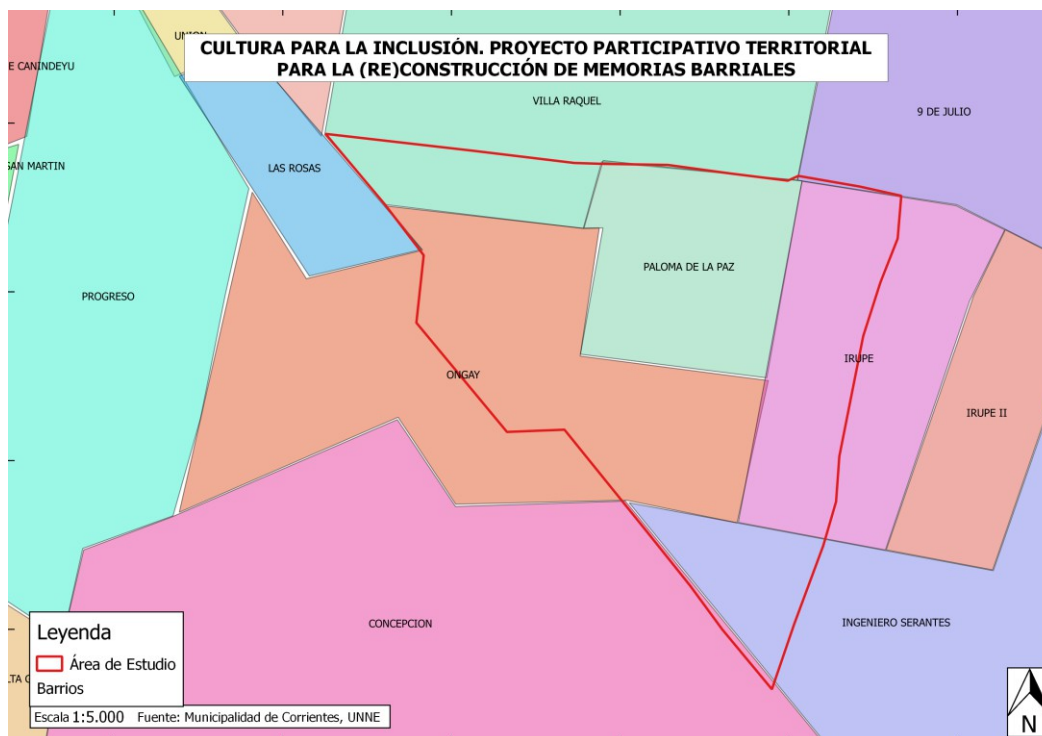 UNION
CULTURA PARA LA INCLUSIÓN. PROYECTO PARTICIPATIVO TERRITORIAL
PARA LA (RE)CONSTRUCCIÓN DE MEMORIAS BARRIALES
E CANINDEYU
VILLA RAQUEL
9 DE JULIO
SAN MARTIN
LAS ROSAS
PALOMA DE LA PAZ
PROGRESO
IRUPE
ONGAY
IRUPE II
CONCEPCION
INGENIERO SERANTES
Leyenda
Área de Estudio
Barrios
Escala 1:5.000 Fuente: Municipalidad de Corrientes, UNNE
N